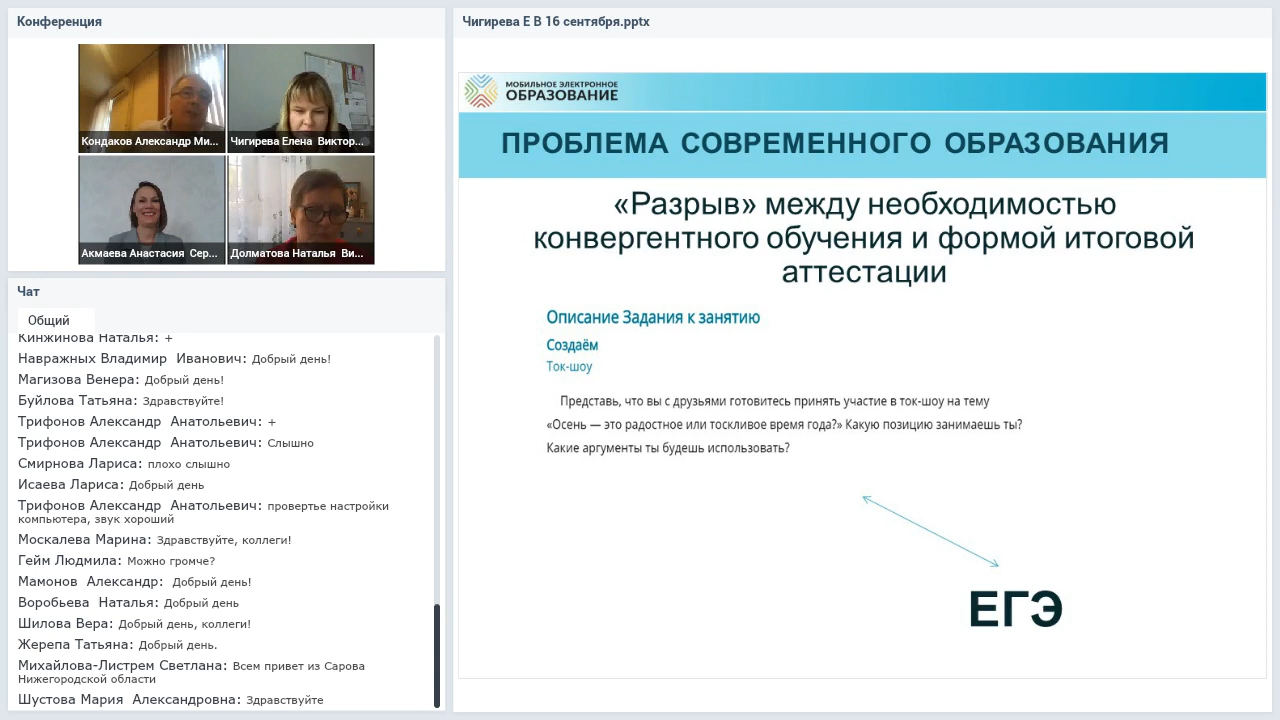 Конференция
Кондаков Александр Ми...
Чигирева Елена Виктор...
Акмаева Анастасия Сер...
Долматова Наталья Ви...
Чат
Общий
Кинжинова Наталья: +
Навражных Владимир Иванович: Добрый день!
Магизова Венера: Добрый день!
Буйлова Татьяна: Здравствуйте!
Трифонов Александр Анатольевич: +
Трифонов Александр Анатольевич: Слышно
Смирнова Лариса: плохо слышно
Исаева Лариса: Добрый день
Трифонов Александр Анатольевич: провертье настройки
компьютера, звук хороший
Москалева Марина: Здравствуйте, коллеги!
Гейм Людмила: Можно громче?
Мамонов Александр: Добрый день!
Воробьева Наталья: Добрый день
Шилова Вера: Добрый день, коллеги!
Жерепа Татьяна: Добрый день.
Михайлова-Листрем Светлана: Всем привет из Сарова
Нижегородской области
Шустова Мария Александровна: Здравствуйте
Чигирева Е В 16 сентября.pptx
МОБИЛЬНОЕ ЭЛЕКТРОННОЕ
ОБРАЗОВАНИЕ
ПРОБЛЕМА СОВРЕМЕННОГО ОБРАЗОВАНИЯ
«Разрыв» между необходимостью
конвергентного обучения и формой итоговой
аттестации
Описание Задания к занятию
Создаём
Ток-шоу
Представь, что вы с друзьями готовитесь принять участие в ток-шоу на тему
«Осень — это радостное или тоскливое время года?» Какую позицию занимаешь ты?
Какие аргументы ты будешь использовать?
ЕГЭ